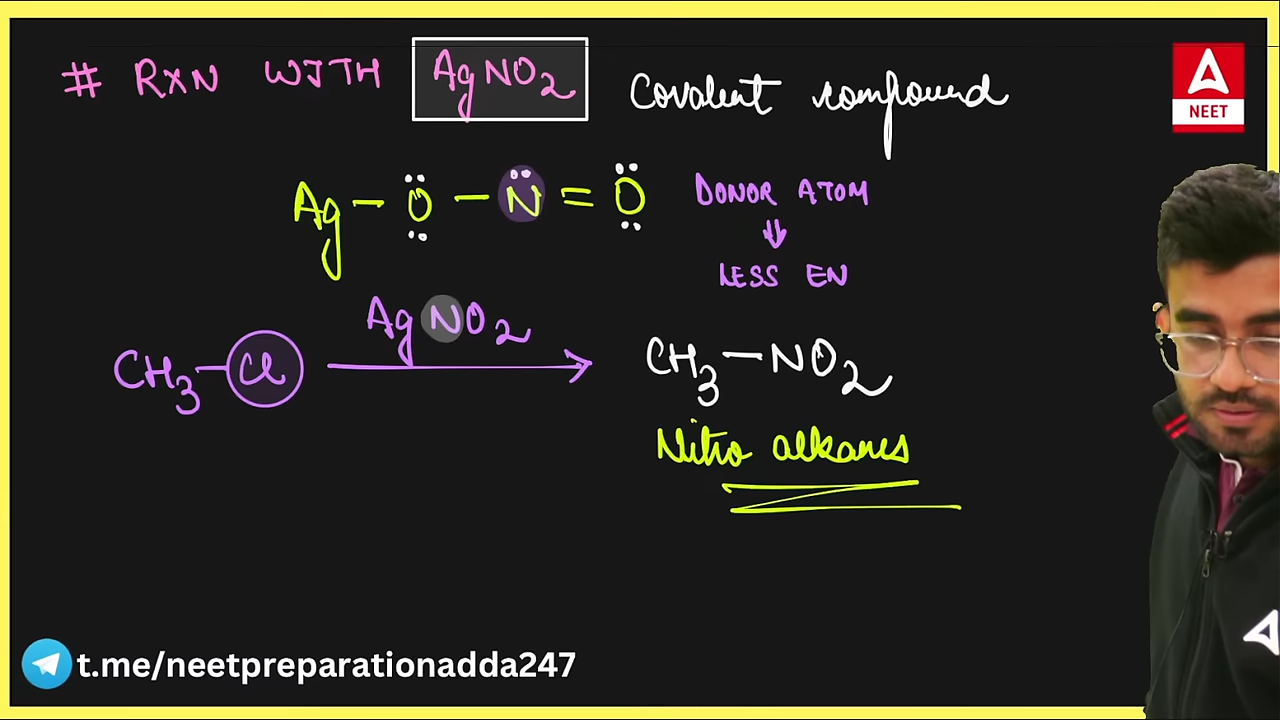 # RXN WITH AgNO2 Covalent compound
NEET
Ag - O - N = O DONOR ATOM
⇓
LESS EN
AgNO2
CH3-Cl → CH3-NO2
Nitro alkanes
t.me/neetpreparationadda247